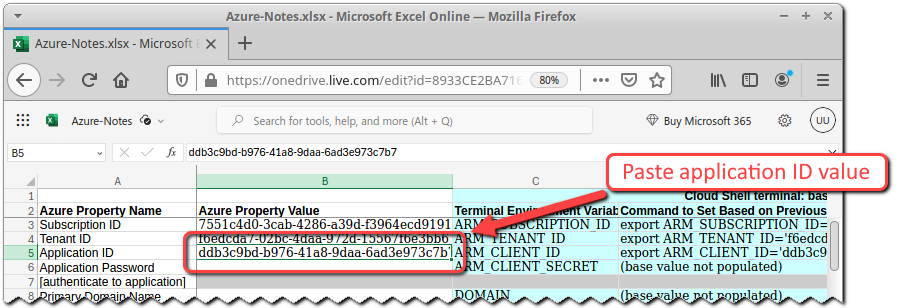 Azure-Notes.xlsx - Microsoft Excel Online — Mozilla Firefox
Azure-Notes.xlsx - Microsoft E
https://onedrive.live.com/edit?id=8933CE2BA716
80%
Azure-Notes
Search for tools, help, and more (Alt + Q)
Buy Microsoft 365
UU
B5
fx
ddb3c9bd-b976-41a8-9daa-6ad3e973c7b7
Paste application ID value
A B C
1 Cloud Shell terminal: bas
2 Azure Property Name Azure Property Value Terminal Environment Variab Command to Set Based on Previous
3 Subscription ID 7551c4d0-3cab-4286-a39d-f3964ecd9191 ARM_SUBSCRIPTION_ID export ARM_SUBSCRIPTION_ID=
4 Tenant ID f6edcda7-02bc-4daa-972d-15567f6e3bb6 ARM_TENANT_ID export ARM_TENANT_ID='f6edcd
5 Application ID ddb3c9bd-b976-41a8-9daa-6ad3e973c7b7 ARM_CLIENT_ID export ARM_CLIENT_ID='ddb3c9
6 Application Password ARM_CLIENT_SECRET (base value not populated)
7 [authenticate to application]
8 Primary Domain Name DOMAIN (base value not populated)